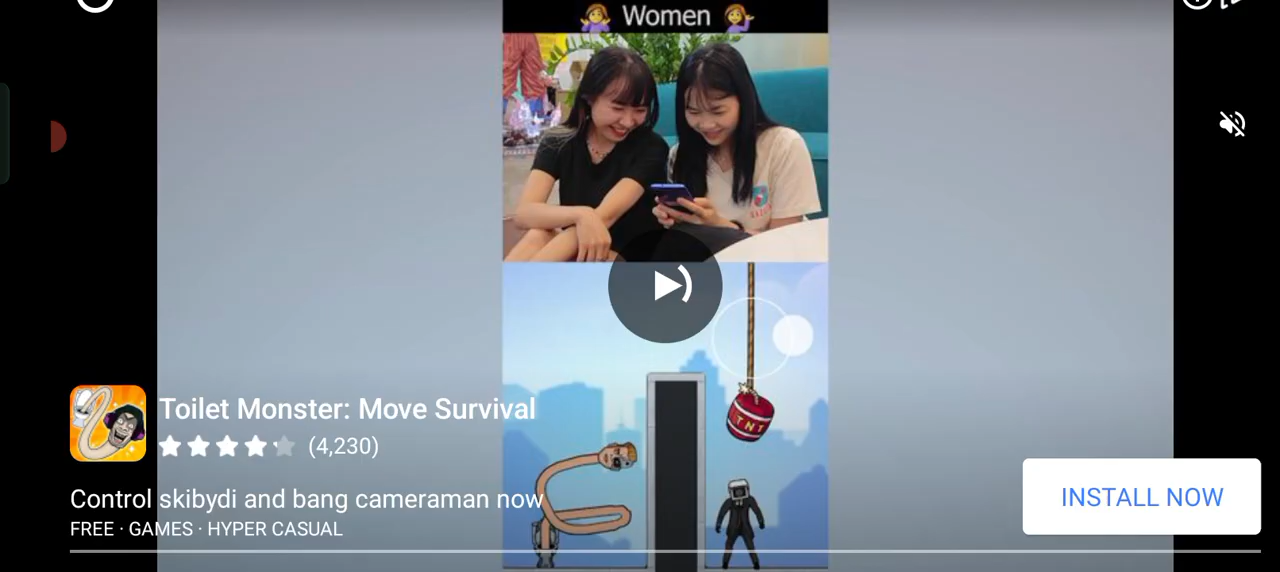 Women
TNT
Toilet Monster: Move Survival
(4,230)
Control skibydi and bang cameraman now
FREE · GAMES · HYPER CASUAL
INSTALL NOW